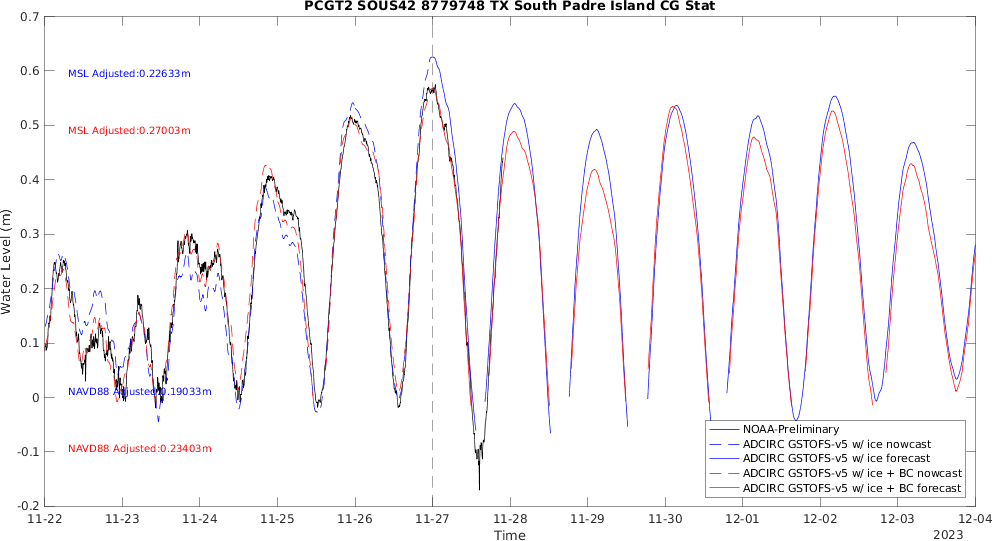 PCGT2 SOUS42 8779748 TX South Padre Island CG Stat
0.7
0.6
0.5
0.4
0.3
0.2
0.1
0
-0.1
-0.2
Water Level (m)
MSL Adjusted:0.22633m
MSL Adjusted:0.27003m
NAVD88 Adjusted:0.19033m
NAVD88 Adjusted:0.23403m
NOAA-Preliminary
ADCIRC GSTOFS-v5 w/ ice nowcast
ADCIRC GSTOFS-v5 w/ ice forecast
ADCIRC GSTOFS-v5 w/ ice + BC nowcast
ADCIRC GSTOFS-v5 w/ ice + BC forecast
11-22 11-23 11-24 11-25 11-26 11-27 11-28 11-29 11-30 12-01 12-02 12-03 12-04
Time
2023